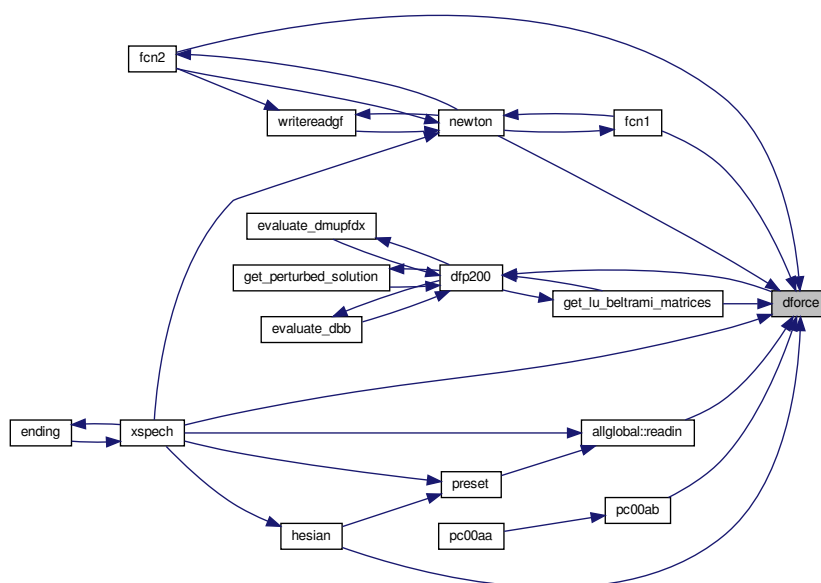 fcn2
writereadgf
newton
fcn1
evaluate_dmupfdx
get_perturbed_solution
dfp200
evaluate_dbb
get_lu_beltrami_matrices
dforce
ending
xspech
allglobal::readin
preset
hesian
pc00aa
pc00ab